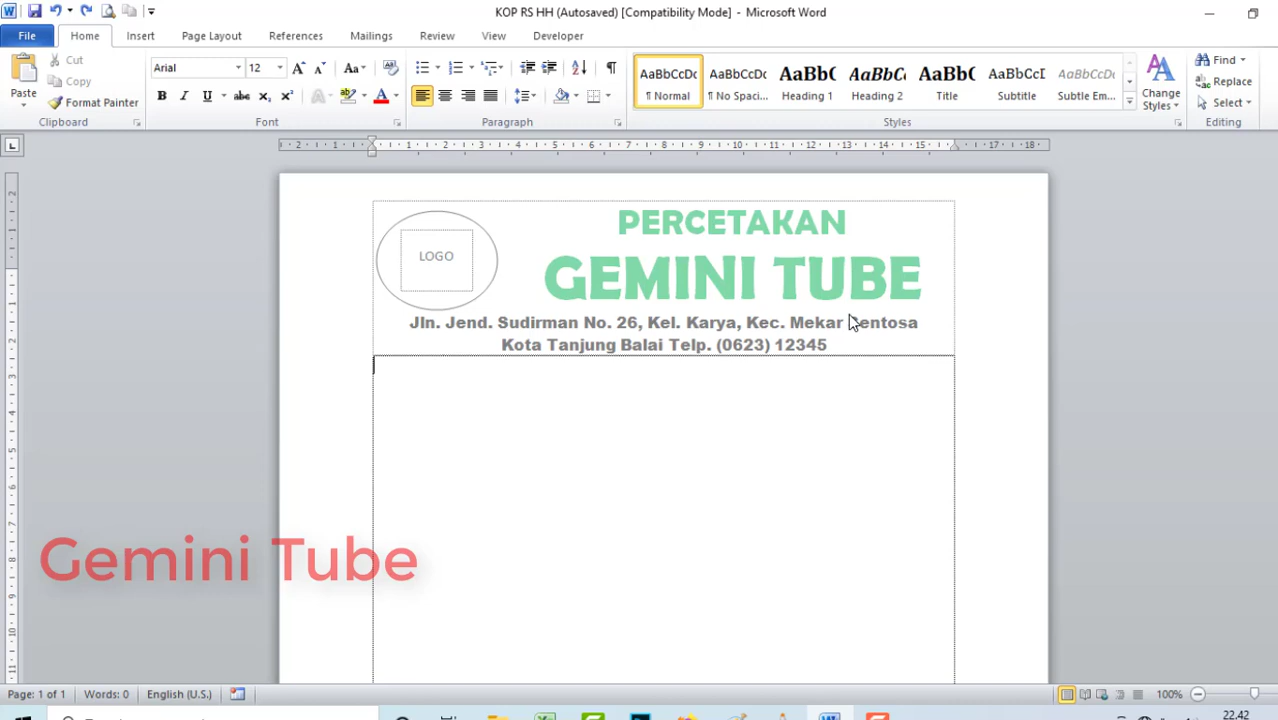 KOP RS HH (Autosaved) [Compatibility Mode] - Microsoft Word
File Home Insert Page Layout References Mailings Review View Developer
Paste
Cut
Copy
Format Painter
Clipboard
Arial 12
Font
Paragraph
AaBbCcDc AaBbCcDc AaBbC AaBbCc AaBbC AaBbCcI AaBbCcDc
¶ Normal ¶ No Spaci... Heading 1 Heading 2 Title Subtitle Subtle Em...
Change Styles
Styles
Find
Replace
Select
Editing
LOGO
PERCETAKAN
GEMINI TUBE
Jln. Jend. Sudirman No. 26, Kel. Karya, Kec. Mekar Sentosa
Kota Tanjung Balai Telp. (0623) 12345
Gemini Tube
Page: 1 of 1 Words: 0 English (U.S.) 100%
22.42